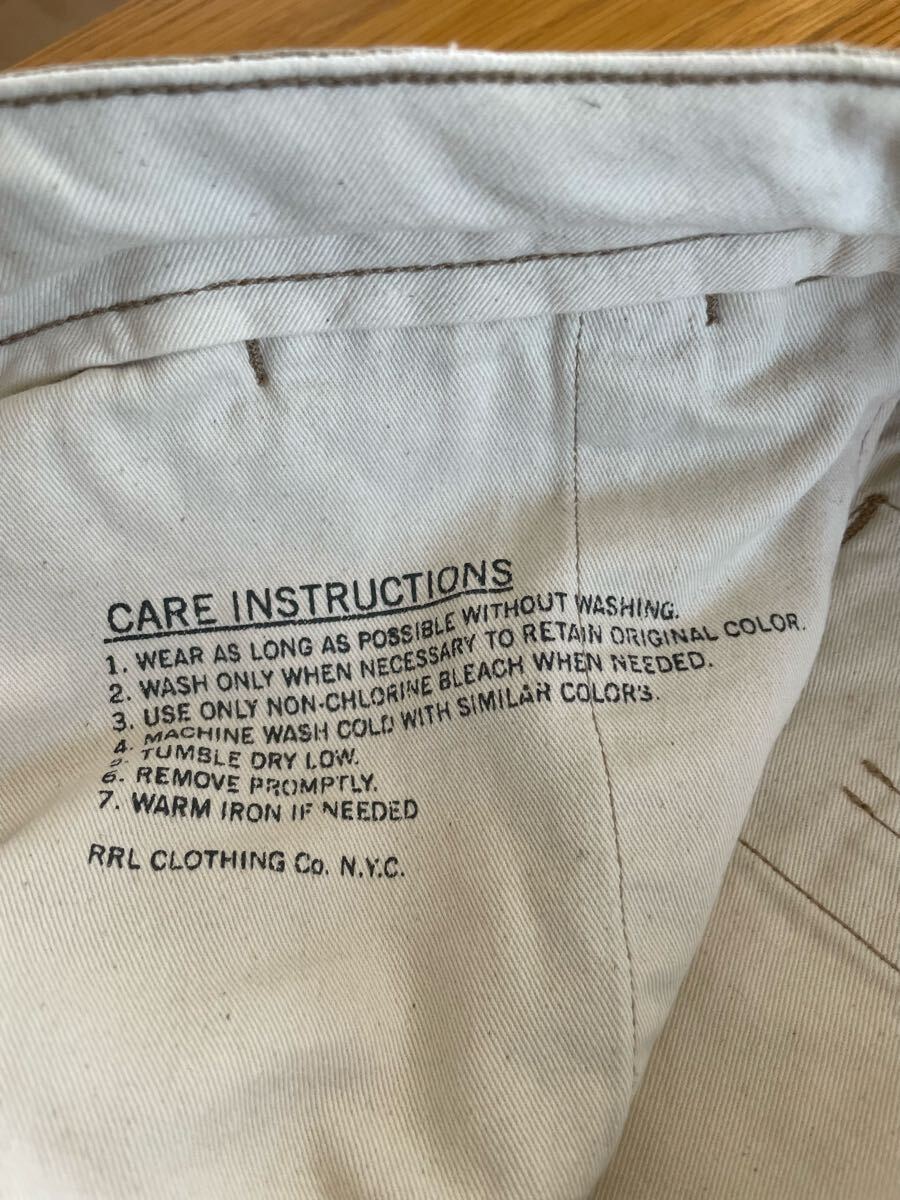 CARE INSTRUCTIONS
1. WEAR AS LONG AS POSSIBLE WITHOUT WASHING.
2. WASH ONLY WHEN NECESSARY TO RETAIN ORIGINAL COLOR.
3. USE ONLY NON-CHLORINE BLEACH WHEN NEEDED.
4. MACHINE WASH COLD WITH SIMILAR COLOR's.
5. TUMBLE DRY LOW.
6. REMOVE PROMPTLY.
7. WARM IRON IF NEEDED
RRL CLOTHING Co. N.Y.C.